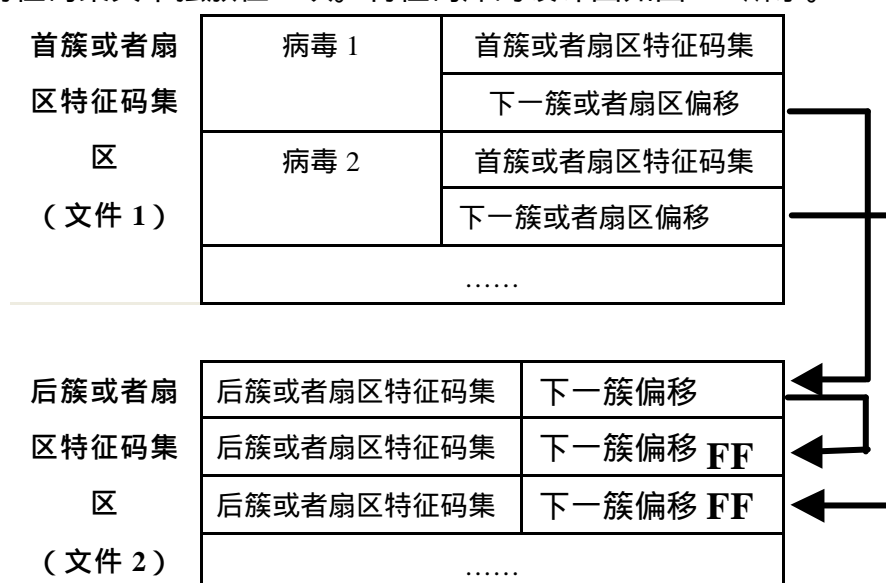 首簇或者扇
区特征码集
区
（文件 1）
病毒 1
首簇或者扇区特征码集
下一簇或者扇区偏移
病毒 2
首簇或者扇区特征码集
下一簇或者扇区偏移
……
后簇或者扇
区特征码集
区
（文件 2）
后簇或者扇区特征码集 下一簇偏移
后簇或者扇区特征码集 下一簇偏移 FF
后簇或者扇区特征码集 下一簇偏移 FF
……